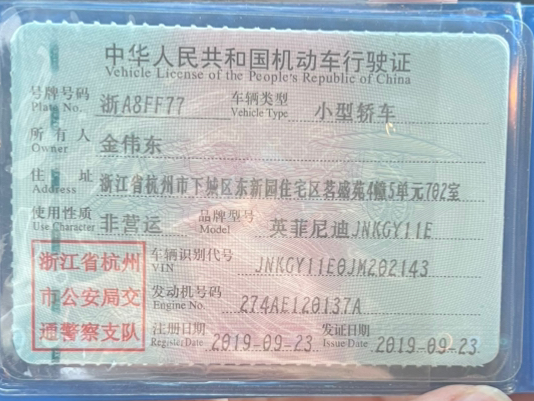 中华人民共和国机动车行驶证
Vehicle License of the People's Republic of China
号牌号码 Plate No. 浙A8FF77 车辆类型 Vehicle Type 小型轿车
所有人 Owner 金伟东
住址 Address 浙江省杭州市下城区东新园住宅区茗盛苑4幢5单元702室
使用性质 Use Character 非营运 品牌型号 Model 英菲尼迪JNKGY11E
浙江省杭州市公安局交通警察支队
车辆识别代号 VIN JNKGY11E0JM202143
发动机号码 Engine No. 274AE120137A
注册日期 Register Date 2019-09-23 发证日期 Issue Date 2019-09-23